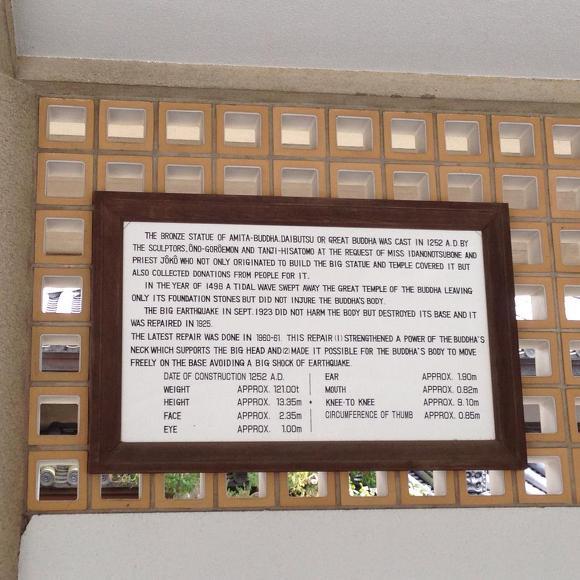 THE BRONZE STATUE OF AMITA-BUDDHA, DAIBUTSU OR GREAT BUDDHA WAS CAST IN 1252 A.D. BY
THE SCULPTORS, ŌNO-GORŌEMON AND TANJI-HISATOMO AT THE REQUEST OF MISS IDANONOTSUBONE AND
PRIEST JŌKŌ WHO NOT ONLY ORIGINATED TO BUILD THE BIG STATUE AND TEMPLE COVERED IT BUT
ALSO COLLECTED DONATIONS FROM PEOPLE FOR IT.
IN THE YEAR OF 1498 A TIDAL WAVE SWEPT AWAY THE GREAT TEMPLE OF THE BUDDHA LEAVING
ONLY ITS FOUNDATION STONES BUT DID NOT INJURE THE BUDDHA'S BODY.
THE BIG EARTHQUAKE IN SEPT. 1923 DID NOT HARM THE BODY BUT DESTROYED ITS BASE AND IT
WAS REPAIRED IN 1925.
THE LATEST REPAIR WAS DONE IN 1960-61. THIS REPAIR (1) STRENGTHENED A POWER OF THE BUDDHA'S
NECK WHICH SUPPORTS THE BIG HEAD AND (2) MADE IT POSSIBLE FOR THE BUDDHA'S BODY TO MOVE
FREELY ON THE BASE AVOIDING A BIG SHOCK OF EARTHQUAKE.
DATE OF CONSTRUCTION 1252 A.D.
WEIGHT APPROX. 121.00t
HEIGHT APPROX. 13.35m
FACE APPROX. 2.35m
EYE APPROX. 1.00m
EAR APPROX. 1.90m
MOUTH APPROX. 0.82m
KNEE-TO KNEE APPROX. 9.10m
CIRCUMFERENCE OF THUMB APPROX. 0.85m